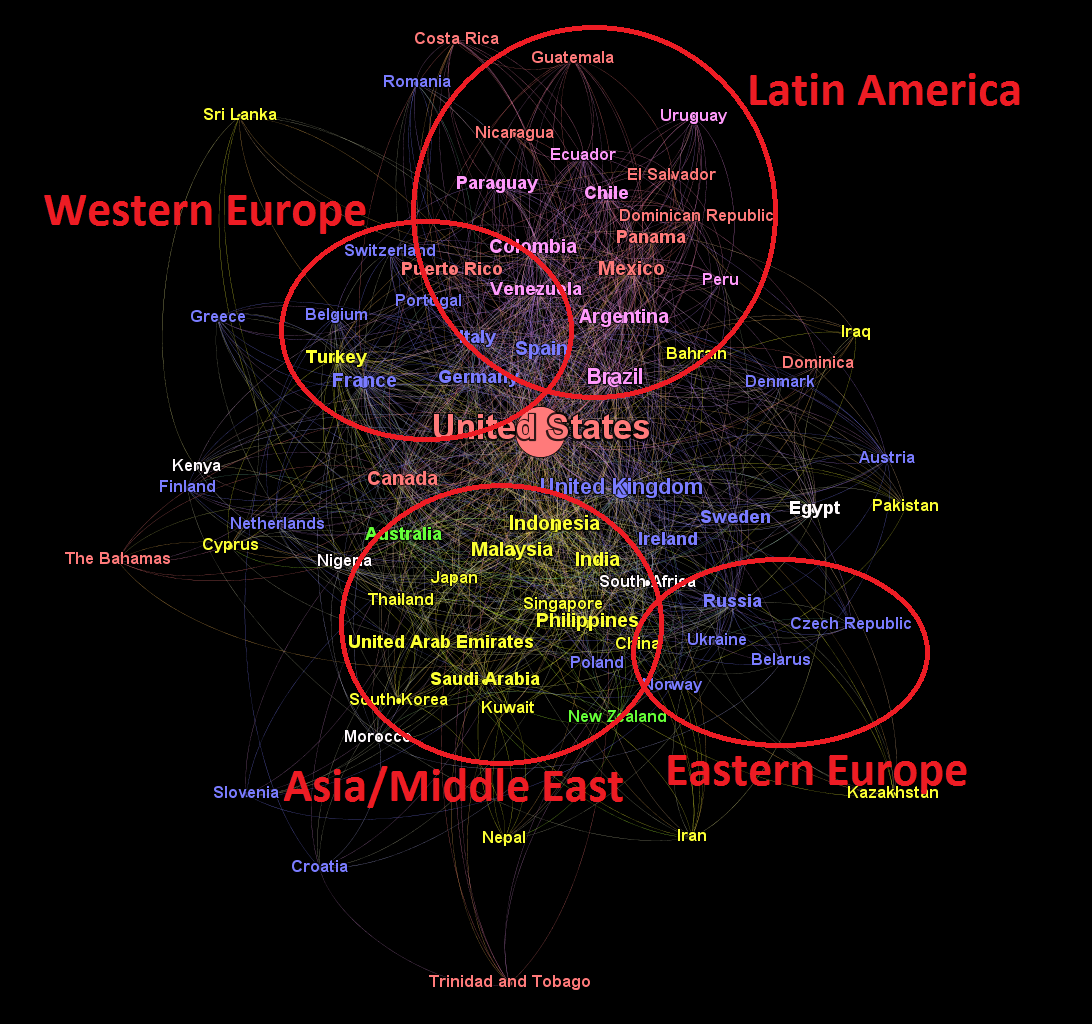 Costa Rica
Guatemala
Romania
Latin America
Sri Lanka
Uruguay
Nicaragua
Ecuador
El Salvador
Paraguay
Chile
Western Europe
Dominican Republic
Panama
Switzerland
Colombia
Puerto Rico
Mexico
Peru
Venezuela
Portugal
Greece
Belgium
Argentina
Iraq
Italy
Spain
Turkey
Bahrain
Dominica
France
Germany
Brazil
Denmark
United States
Kenya
Austria
Canada
Finland
United Kingdom
Pakistan
Egypt
Netherlands
Indonesia
Sweden
Australia
Ireland
Cyprus
Malaysia
The Bahamas
Nigeria
India
Japan
South Africa
Thailand
Singapore
Russia
Philippines
Czech Republic
United Arab Emirates
China
Ukraine
Poland
Belarus
Saudi Arabia
Norway
South Korea
Kuwait
New Zealand
Morocco
Eastern Europe
Asia/Middle East
Slovenia
Kazakhstan
Nepal
Iran
Croatia
Trinidad and Tobago